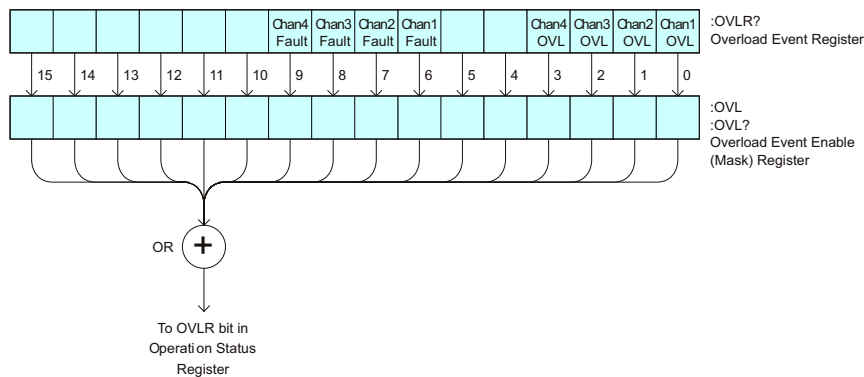 Chan4 Chan3 Chan2 Chan1 Chan4 Chan3 Chan2 Chan1 :OVLR?
Fault Fault Fault Fault OVL OVL OVL OVL Overload Event Register
15 14 13 12 11 10 9 8 7 6 5 4 3 2 1 0
:OVL
:OVL?
Overload Event Enable
(Mask) Register
OR +
To OVLR bit in
Operation Status
Register